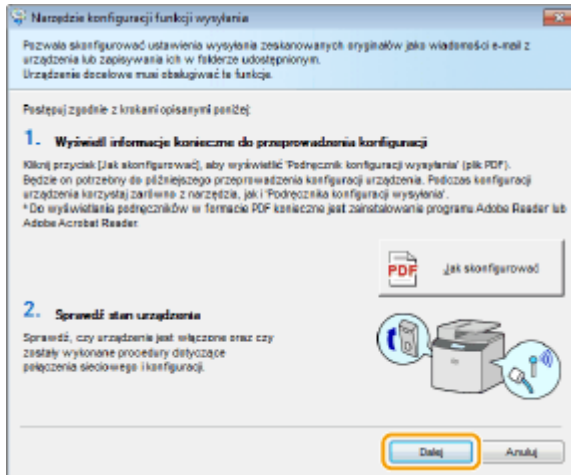 Narzędzie konfiguracji funkcji wysyłania
Pozwala skonfigurować ustawienia wysyłania zeskanowanych oryginałów jako wiadomości e-mail z
urządzenia lub zapisywania ich w folderze udostępnionym.
Urządzenie docelowe musi obsługiwać te funkcje.
Postępuj zgodnie z krokami opisanymi poniżej:
1. Wyświetl informacje konieczne do przeprowadzenia konfiguracji
Kliknij przycisk [Jak skonfigurować], aby wyświetlić 'Podręcznik konfiguracji wysyłania' (plik PDF).
Będzie on potrzebny do późniejszego przeprowadzenia konfiguracji urządzenia. Podczas konfiguracji
urządzenia korzystaj zarówno z narzędzia, jak i 'Podręcznika konfiguracji wysyłania'.
* Do wyświetlania podręczników w formacie PDF konieczne jest zainstalowanie programu Adobe Reader lub
Adobe Acrobat Reader.
PDF Jak skonfigurować
2. Sprawdź stan urządzenia
Sprawdź, czy urządzenie jest włączone oraz czy
zostały wykonane procedury dotyczące
połączenia sieciowego i konfiguracji.
Dalej Anuluj